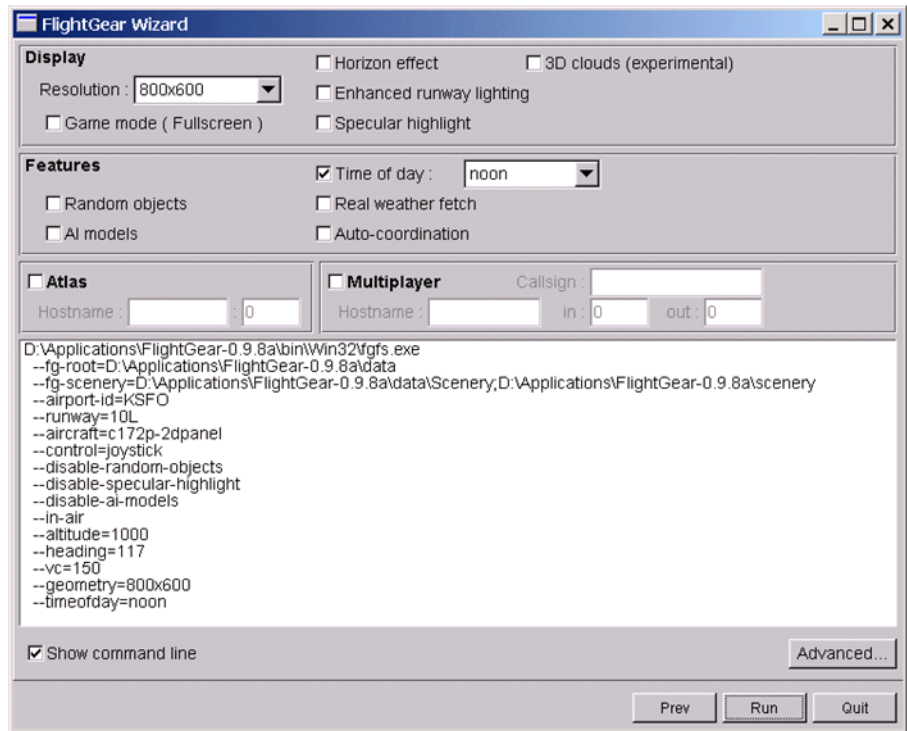 FlightGear Wizard
Display
Horizon effect
3D clouds (experimental)
Resolution : 800x600
Enhanced runway lighting
Game mode ( Fullscreen )
Specular highlight
Features
Time of day : noon
Random objects
Real weather fetch
AI models
Auto-coordination
Atlas
Hostname : : 0
Multiplayer Callsign :
Hostname : in : 0 out : 0
D:\Applications\FlightGear-0.9.8a\bin\Win32\fgfs.exe
--fg-root=D:\Applications\FlightGear-0.9.8a\data
--fg-scenery=D:\Applications\FlightGear-0.9.8a\data\Scenery;D:\Applications\FlightGear-0.9.8a\scenery
--airport-id=KSFO
--runway=10L
--aircraft=c172p-2dpanel
--control=joystick
--disable-random-objects
--disable-specular-highlight
--disable-ai-models
--in-air
--altitude=1000
--heading=117
--vc=150
--geometry=800x600
--timeofday=noon
Show command line
Advanced...
Prev Run Quit